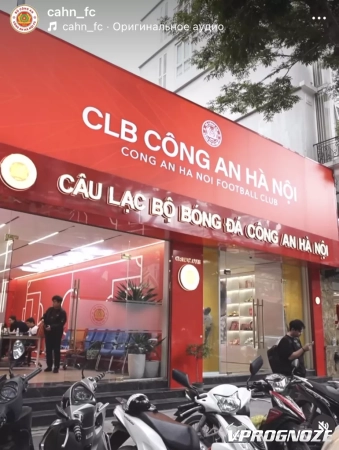 cahn_fc
cahn_fc · Оригинальное аудио
CLB CÔNG AN HÀ NỘI
CONG AN HA NOI FOOTBALL CLUB
CÂU LẠC BỘ BÓNG ĐÁ CÔNG AN HÀ NỘI
VPROGNOZE